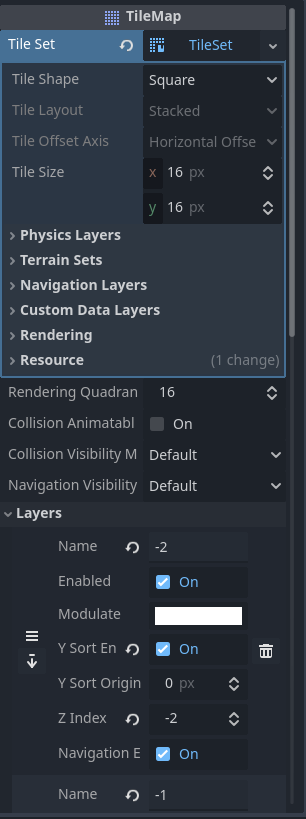 TileMap
Tile Set TileSet
Tile Shape Square
Tile Layout Stacked
Tile Offset Axis Horizontal Offse
Tile Size x 16 px
y 16 px
Physics Layers
Terrain Sets
Navigation Layers
Custom Data Layers
Rendering
Resource (1 change)
Rendering Quadran 16
Collision Animatabl On
Collision Visibility M Default
Navigation Visibility Default
Layers
Name -2
Enabled On
Modulate
Y Sort En On
Y Sort Origin 0 px
Z Index -2
Navigation E On
Name -1